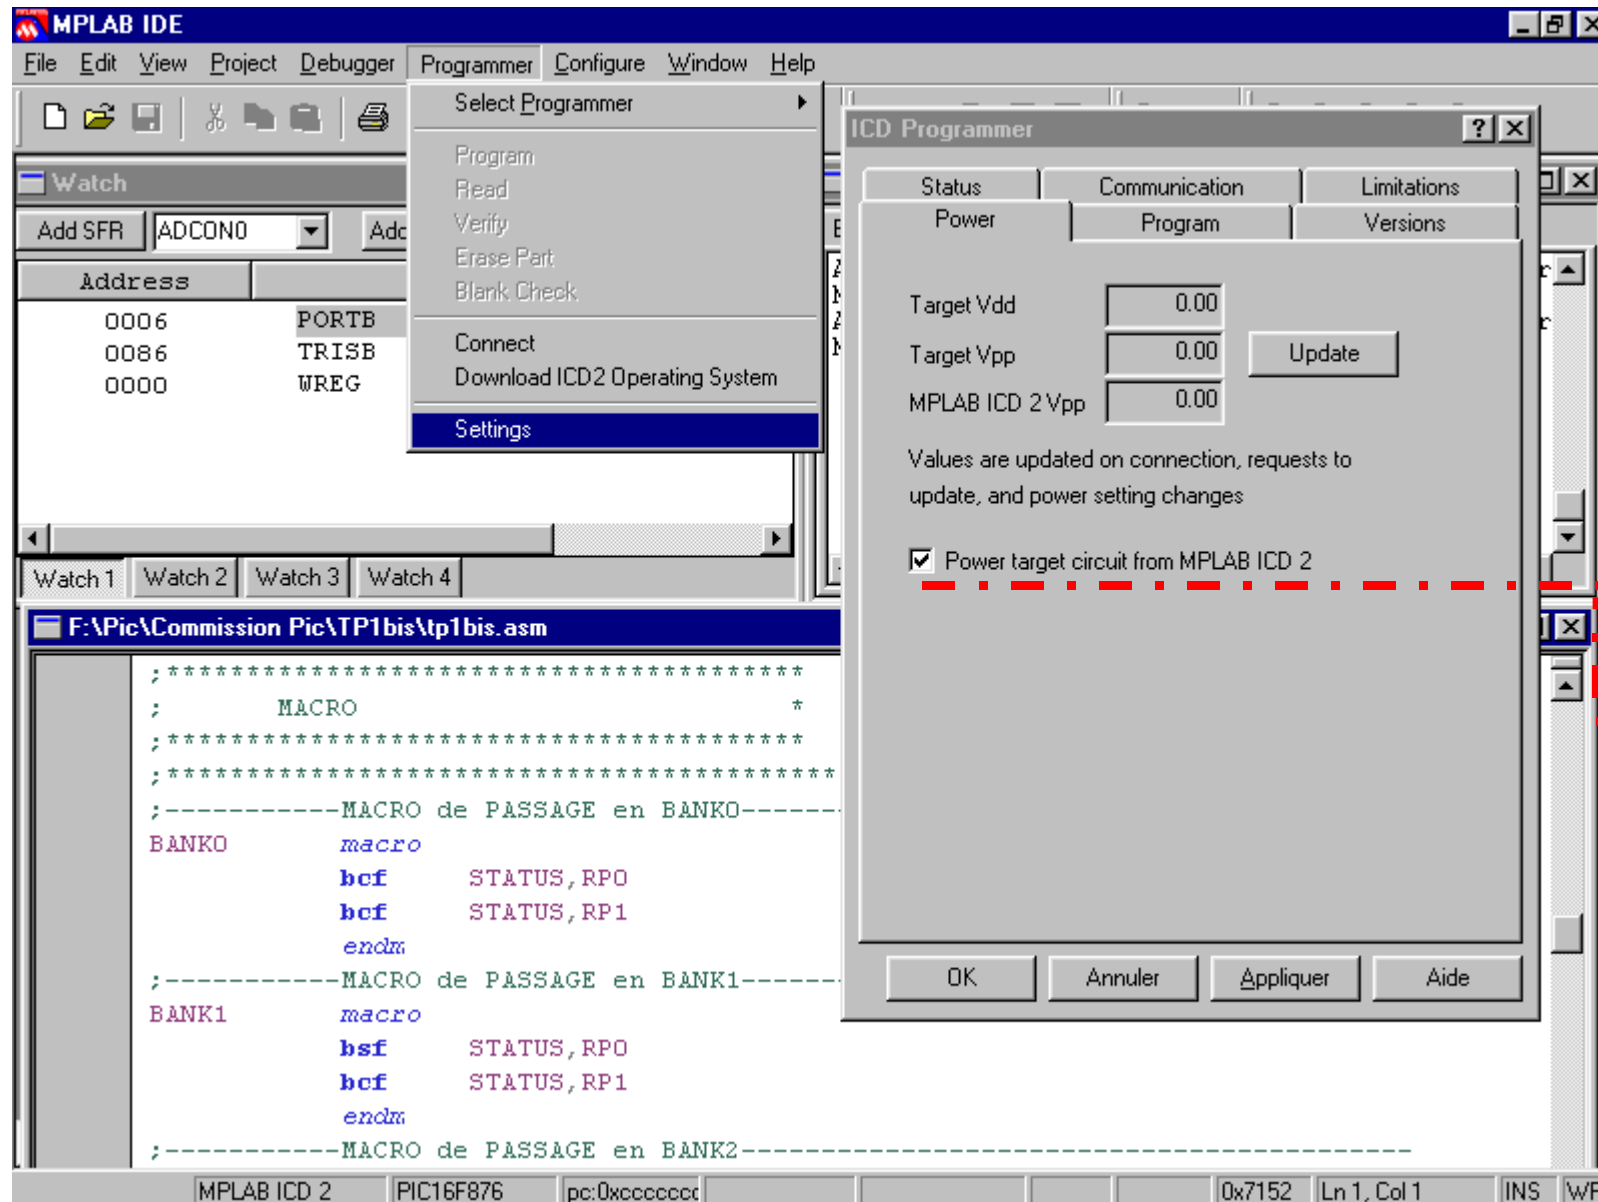 MPLAB IDE
File Edit View Project Debugger Programmer Configure Window Help
Select Programmer
Program
Read
Verify
Erase Part
Blank Check
Connect
Download ICD2 Operating System
Settings
Watch
Add SFR ADCON0
Address
0006 PORTB
0086 TRISB
0000 WREG
Watch 1 Watch 2 Watch 3 Watch 4
ICD Programmer
Status Communication Limitations
Power Program Versions
Target Vdd 0.00
Target Vpp 0.00 Update
MPLAB ICD 2 Vpp 0.00
Values are updated on connection, requests to
update, and power setting changes
Power target circuit from MPLAB ICD 2
OK Annuler Appliquer Aide
F:\Pic\Commission Pic\TP1bis\tp1bis.asm
;****************************************
; MACRO *
;****************************************
;******************************************
;-----------MACRO de PASSAGE en BANK0------
BANK0 macro
bcf STATUS,RP0
bcf STATUS,RP1
endm
;-----------MACRO de PASSAGE en BANK1------
BANK1 macro
bsf STATUS,RP0
bcf STATUS,RP1
endm
;-----------MACRO de PASSAGE en BANK2------------------------------------------
MPLAB ICD 2 PIC16F876 pc:0xccccccc 0x7152 Ln 1, Col 1 INS